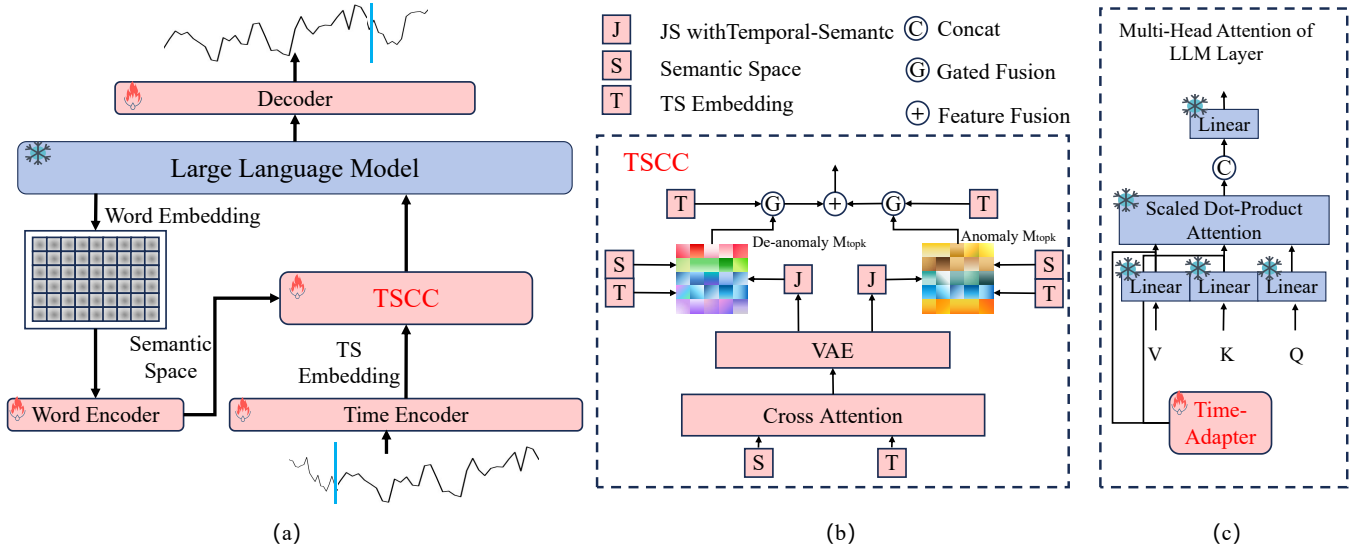 Decoder
Large Language Model
Word Embedding
TSCC
Semantic
Space
TS
Embedding
Word Encoder
Time Encoder
(a)
J
JS withTemporal-Semantc
C
Concat
S
Semantic Space
G
Gated Fusion
T
TS Embedding
+
Feature Fusion
TSCC
T
G
+
G
T
De-anomaly Mtopk
Anomaly Mtopk
S
T
J
J
S
T
VAE
Cross Attention
S
T
(b)
Multi-Head Attention of
LLM Layer
Linear
C
Scaled Dot-Product
Attention
Linear
Linear
Linear
V
K
Q
Time-
Adapter
(c)